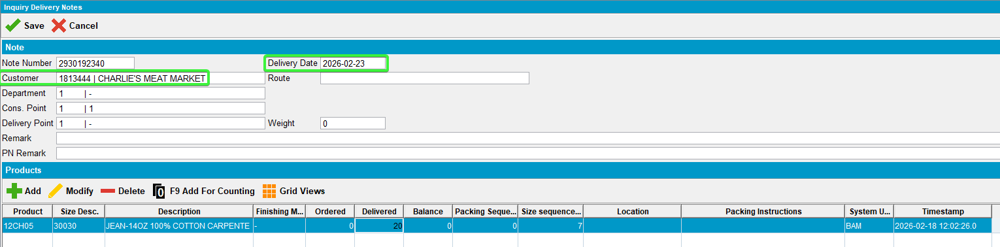 Inquiry Delivery Notes
Save Cancel
Note
Note Number 2930192340 Delivery Date 2026-02-23
Customer 1813444 | CHARLIE'S MEAT MARKET Route
Department 1 | -
Cons. Point 1 | 1
Delivery Point 1 | - Weight 0
Remark
PN Remark
Products
Add Modify Delete 0 F9 Add For Counting Grid Views
Product Size Desc. Description Finishing M... Ordered Delivered Balance Packing Seque... Size sequence... Location Packing Instructions System U... Timestamp
12CH05 30030 JEAN-14OZ 100% COTTON CARPENTE - 0 20 0 0 7 BAM 2026-02-18 12:02:26.0